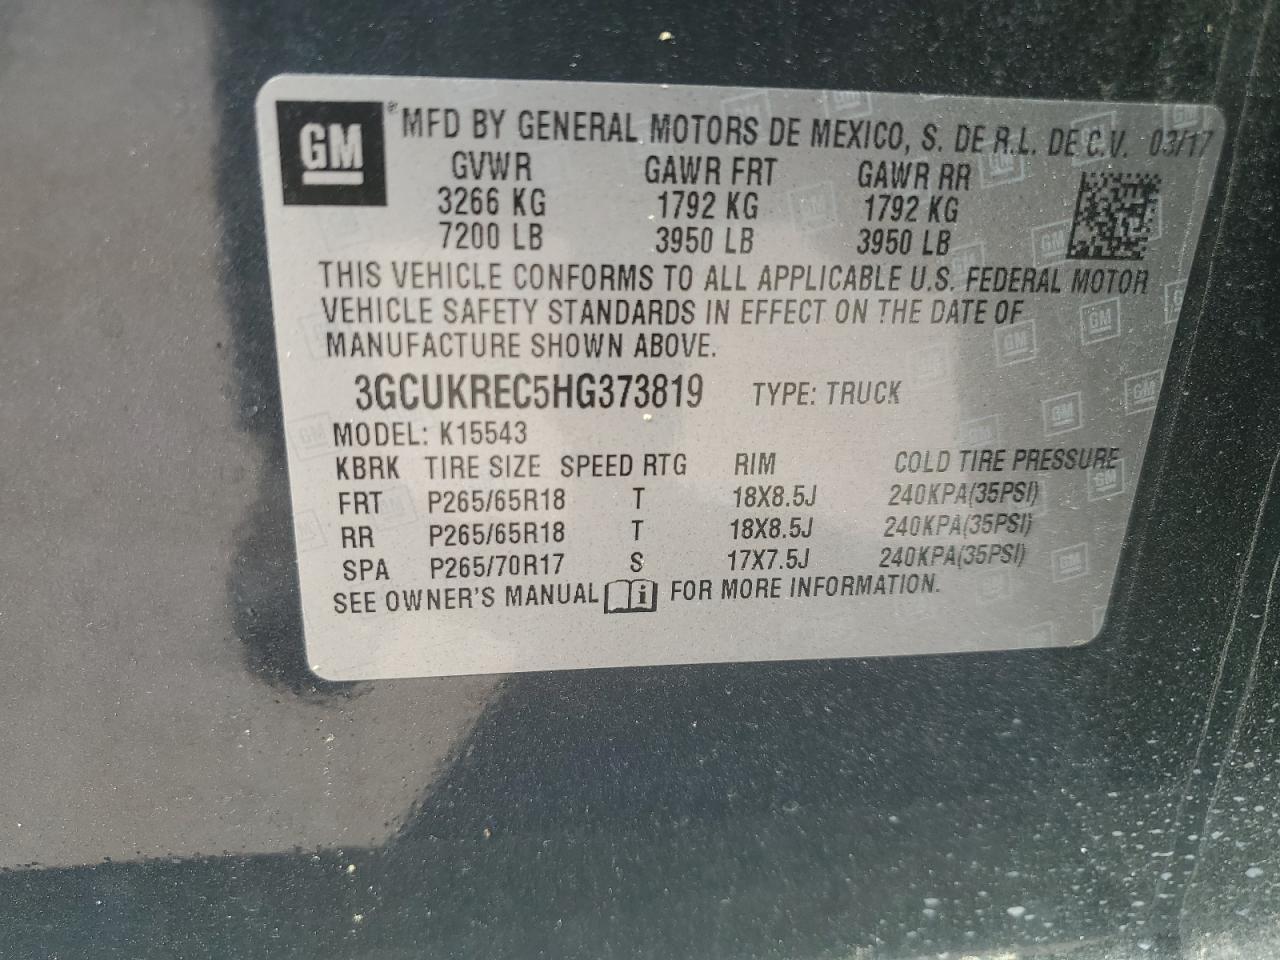 GM ® MFD BY GENERAL MOTORS DE MEXICO, S. DE R.L. DE C.V. 03/17
GVWR GAWR FRT GAWR RR
3266 KG 1792 KG 1792 KG
7200 LB 3950 LB 3950 LB
THIS VEHICLE CONFORMS TO ALL APPLICABLE U.S. FEDERAL MOTOR
VEHICLE SAFETY STANDARDS IN EFFECT ON THE DATE OF
MANUFACTURE SHOWN ABOVE.
3GCUKREC5HG373819 TYPE: TRUCK
MODEL: K15543
KBRK TIRE SIZE SPEED RTG RIM COLD TIRE PRESSURE
FRT P265/65R18 T 18X8.5J 240KPA(35PSI)
RR P265/65R18 T 18X8.5J 240KPA(35PSI)
SPA P265/70R17 S 17X7.5J 240KPA(35PSI)
SEE OWNER'S MANUAL i FOR MORE INFORMATION.